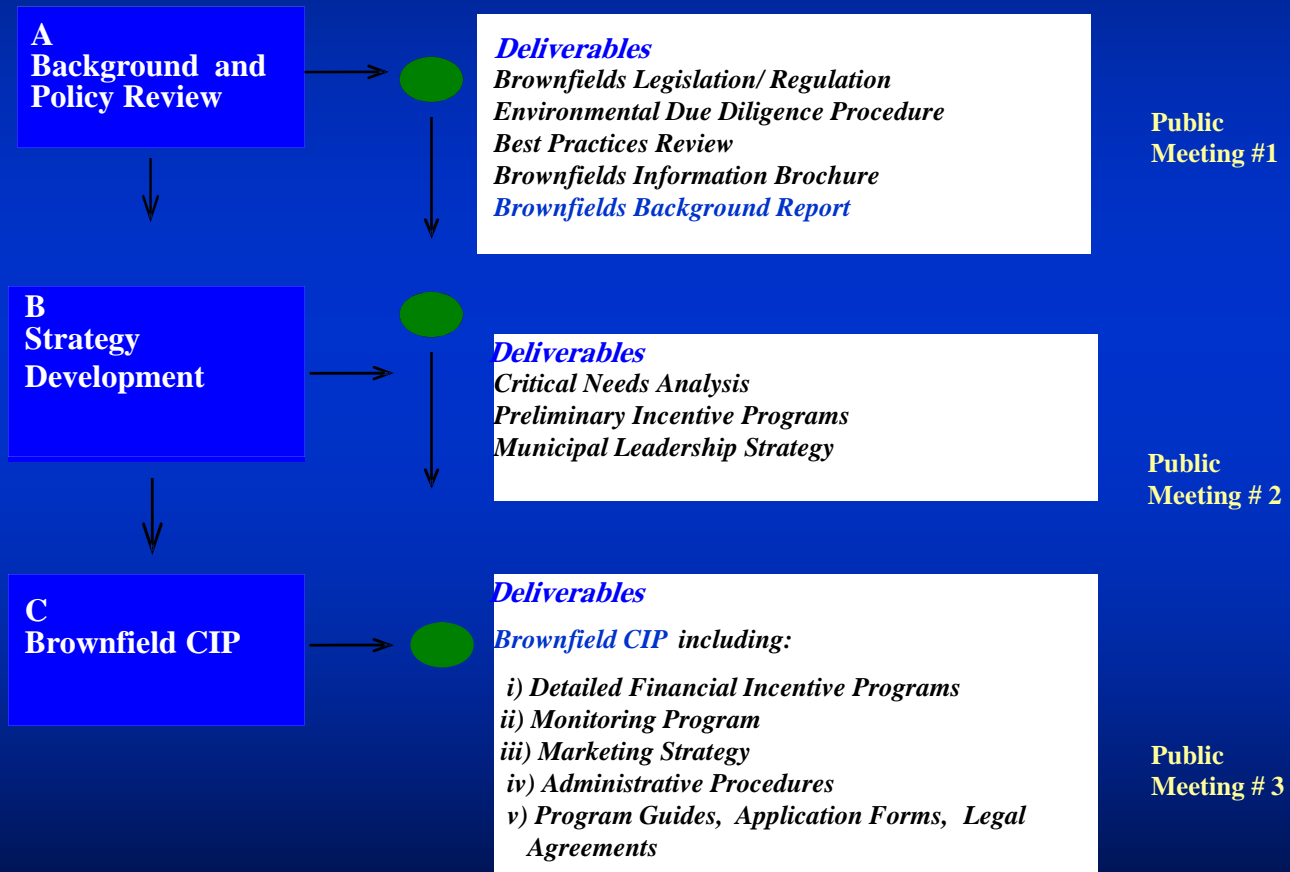 A
Background and
Policy Review
Deliverables
Brownfields Legislation/ Regulation
Environmental Due Diligence Procedure
Best Practices Review
Brownfields Information Brochure
Brownfields Background Report
Public
Meeting #1
B
Strategy
Development
Deliverables
Critical Needs Analysis
Preliminary Incentive Programs
Municipal Leadership Strategy
Public
Meeting # 2
C
Brownfield CIP
Deliverables
Brownfield CIP including:
i) Detailed Financial Incentive Programs
ii) Monitoring Program
iii) Marketing Strategy
iv) Administrative Procedures
v) Program Guides, Application Forms, Legal
Agreements
Public
Meeting # 3